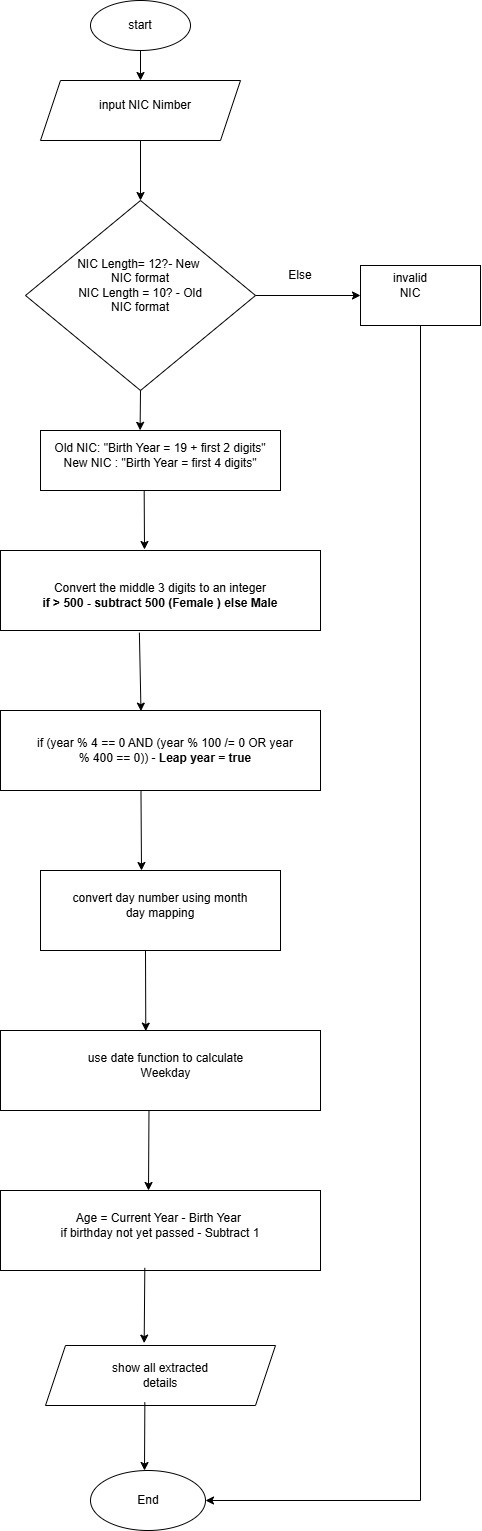 start
input NIC Nimber
NIC Length= 12?- New
NIC format
NIC Length = 10? - Old
NIC format
Else
invalid
NIC
Old NIC: "Birth Year = 19 + first 2 digits"
New NIC : "Birth Year = first 4 digits"
Convert the middle 3 digits to an integer
if > 500 - subtract 500 (Female ) else Male
if (year % 4 == 0 AND (year % 100 /= 0 OR year
% 400 == 0)) - Leap year = true
convert day number using month
day mapping
use date function to calculate
Weekday
Age = Current Year - Birth Year
if birthday not yet passed - Subtract 1
show all extracted
details
End